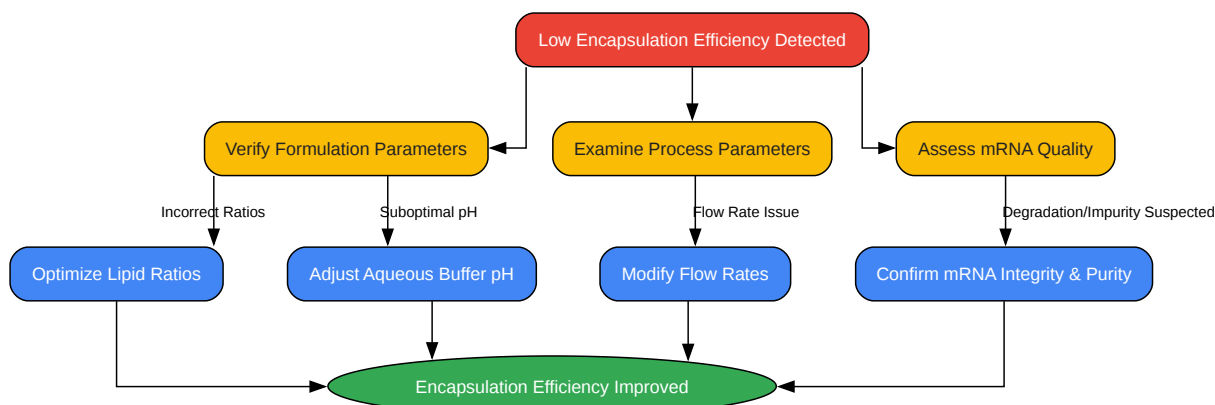 Low Encapsulation Efficiency Detected
Verify Formulation Parameters
Examine Process Parameters
Assess mRNA Quality
Incorrect Ratios
Suboptimal pH
Flow Rate Issue
Degradation/Impurity Suspected
Optimize Lipid Ratios
Adjust Aqueous Buffer pH
Modify Flow Rates
Confirm mRNA Integrity & Purity
Encapsulation Efficiency Improved